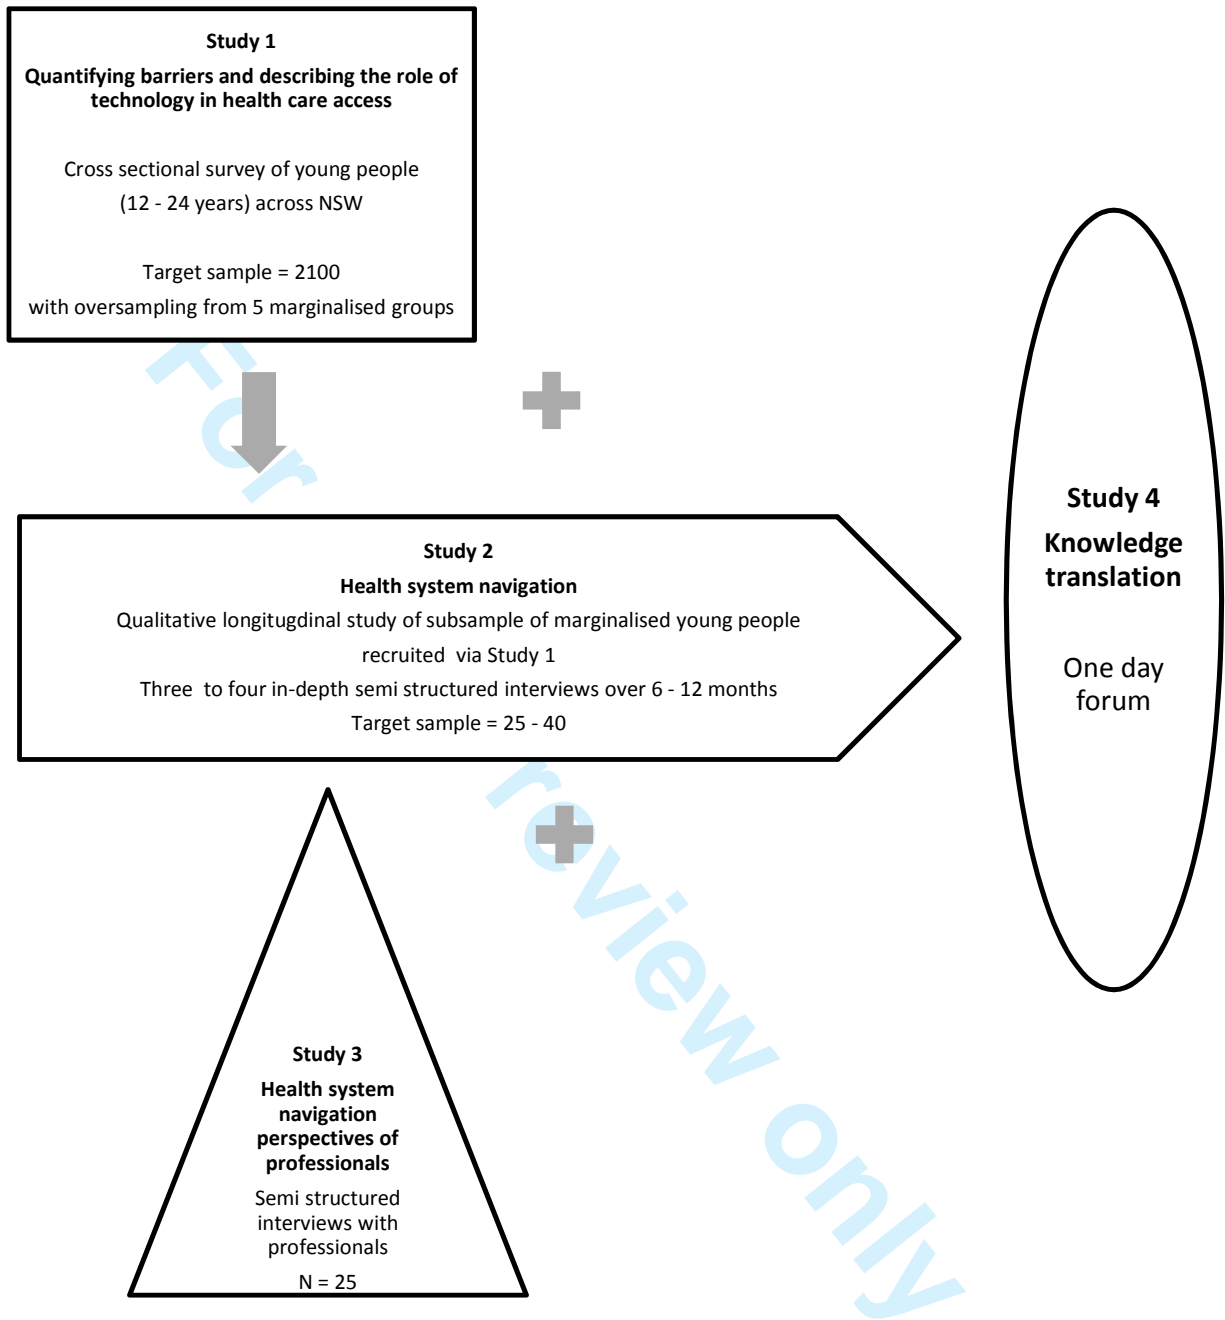 Study 1
Quantifying barriers and describing the role of
technology in health care access
Cross sectional survey of young people
(12 - 24 years) across NSW
Target sample = 2100
with oversampling from 5 marginalised groups
Study 2
Health system navigation
Qualitative longitugdinal study of subsample of marginalised young people
recruited via Study 1
Three to four in-depth semi structured interviews over 6 - 12 months
Target sample = 25 - 40
Study 3
Health system
navigation
perspectives of
professionals
Semi structured
interviews with
professionals
N = 25
Study 4
Knowledge
translation
One day
forum
For review only